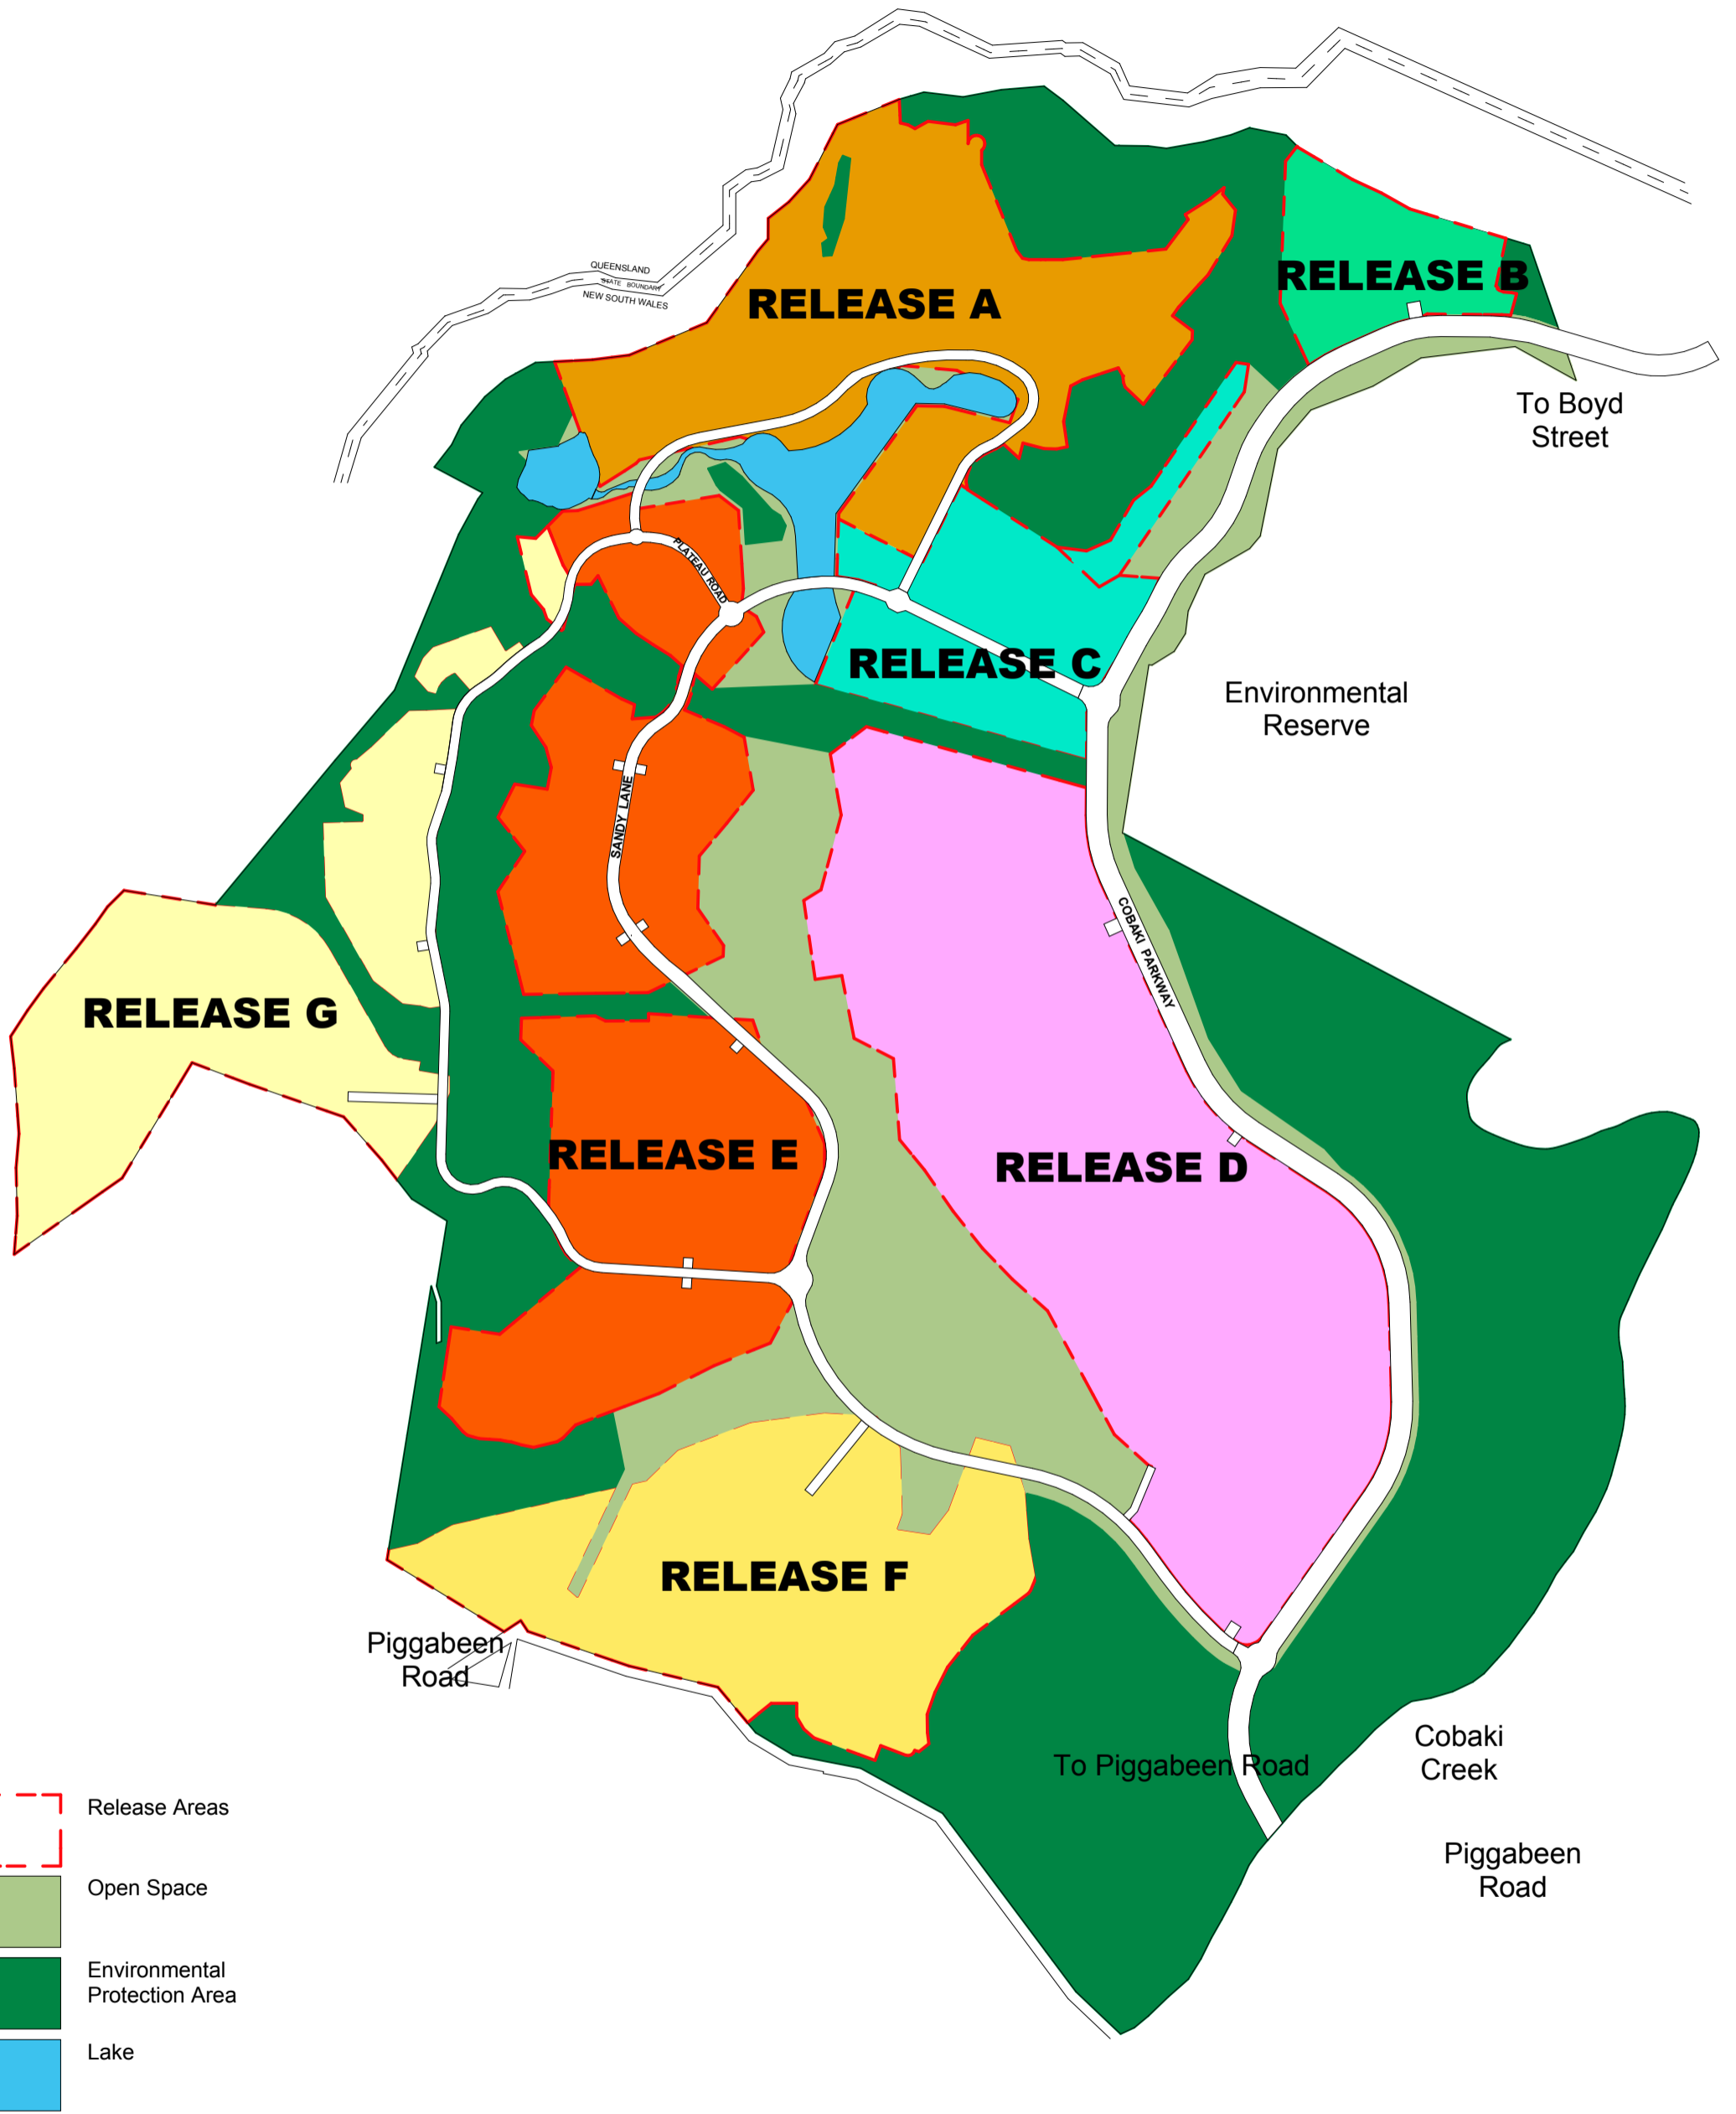 QUEENSLAND
STATE BOUNDARY
NEW SOUTH WALES
RELEASE A
RELEASE B
To Boyd
Street
PLATEAU ROAD
RELEASE C
Environmental
Reserve
SANDY LANE
COBAKI PARKWAY
RELEASE G
RELEASE E
RELEASE D
RELEASE F
Piggabeen
Road
To Piggabeen Road
Cobaki
Creek
Piggabeen
Road
Release Areas
Open Space
Environmental
Protection Area
Lake